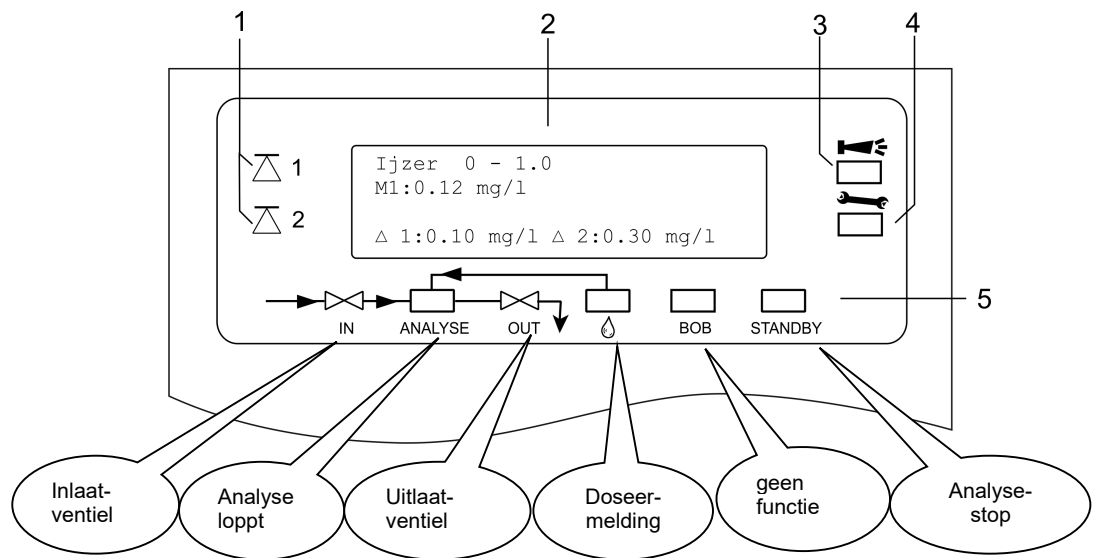 1
2
3
4
1
2
Ijzer 0 - 1.0
M1:0.12 mg/l
△ 1:0.10 mg/l △ 2:0.30 mg/l
5
IN
ANALYSE
OUT
BOB
STANDBY
Inlaat-
ventiel
Analyse
loppt
Uitlaat-
ventiel
Doseer-
melding
geen
functie
Analyse-
stop